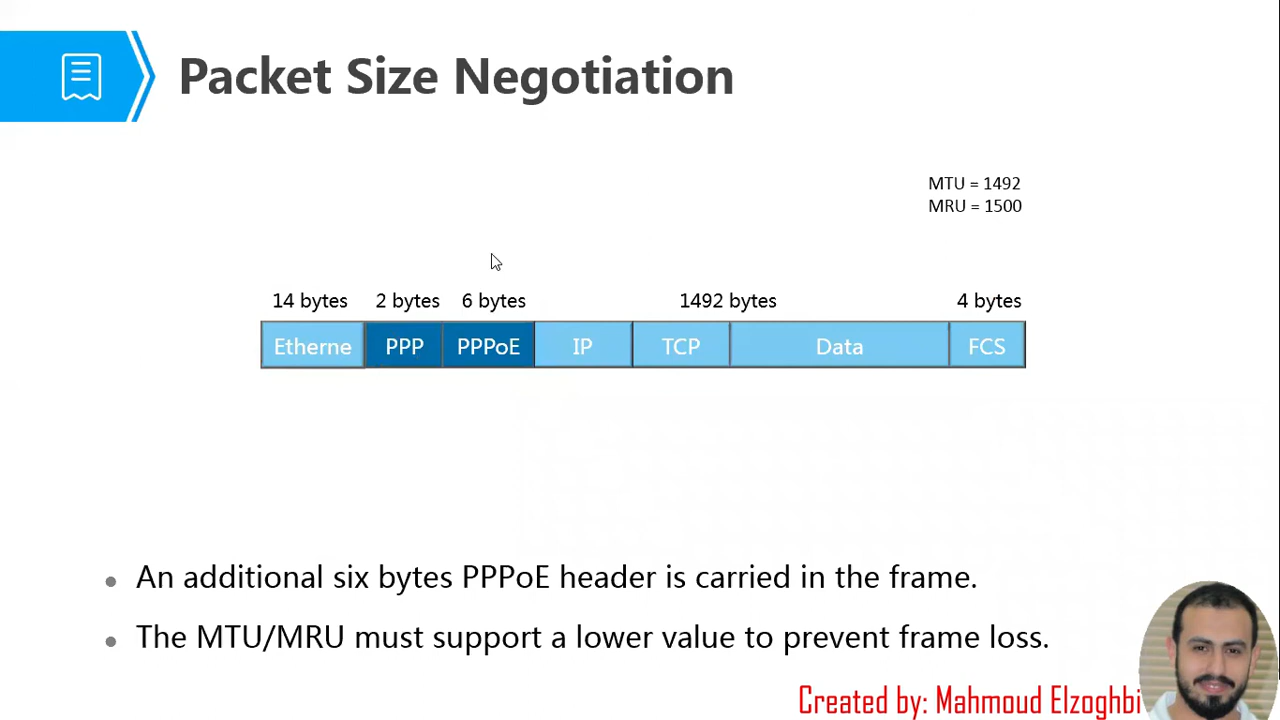 Packet Size Negotiation
MTU = 1492
MRU = 1500
14 bytes 2 bytes 6 bytes 1492 bytes 4 bytes
Etherne PPP PPPoE IP TCP Data FCS
An additional six bytes PPPoE header is carried in the frame.
The MTU/MRU must support a lower value to prevent frame loss.
Created by: Mahmoud Elzoghbi